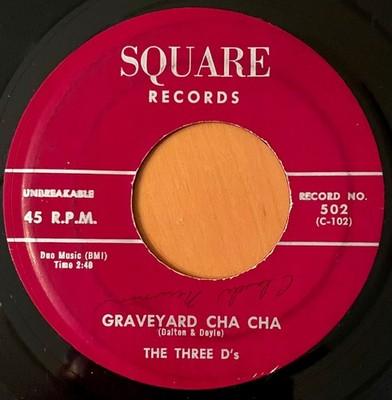 SQUARE
RECORDS
UNBREAKABLE
45 R.P.M.
RECORD NO.
502
(C-102)
Duo Music (BMI)
Time 2:48
GRAVEYARD CHA CHA
(Dalton & Doyle)
THE THREE D's